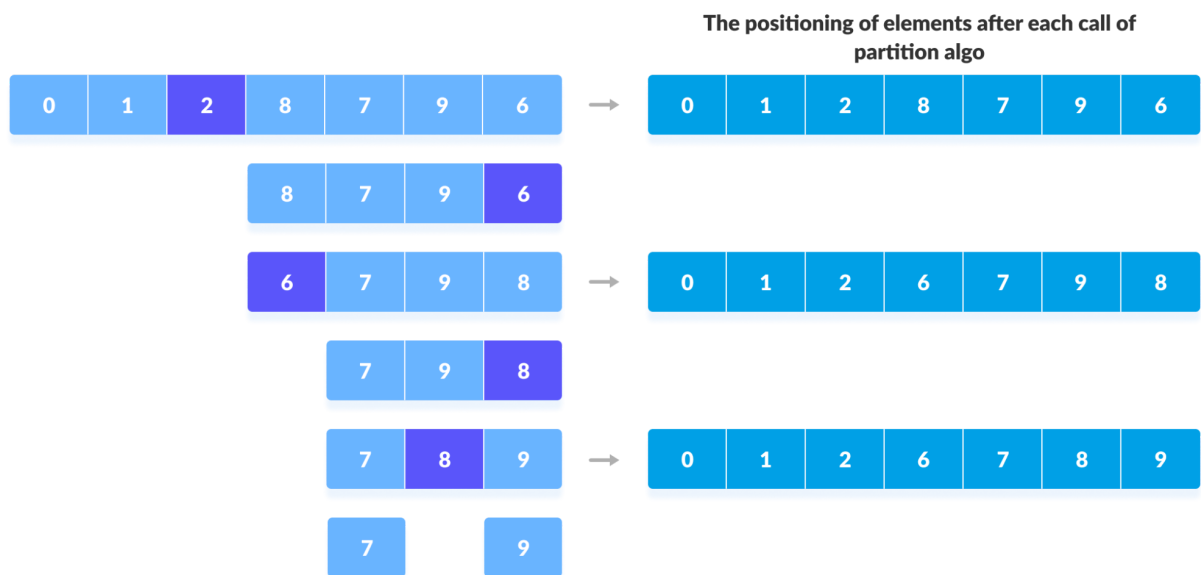 The positioning of elements after each call of
partition algo
0 1 2 8 7 9 6 0 1 2 8 7 9 6
8 7 9 6
6 7 9 8 0 1 2 6 7 9 8
7 9 8
7 8 9 0 1 2 6 7 8 9
7 9